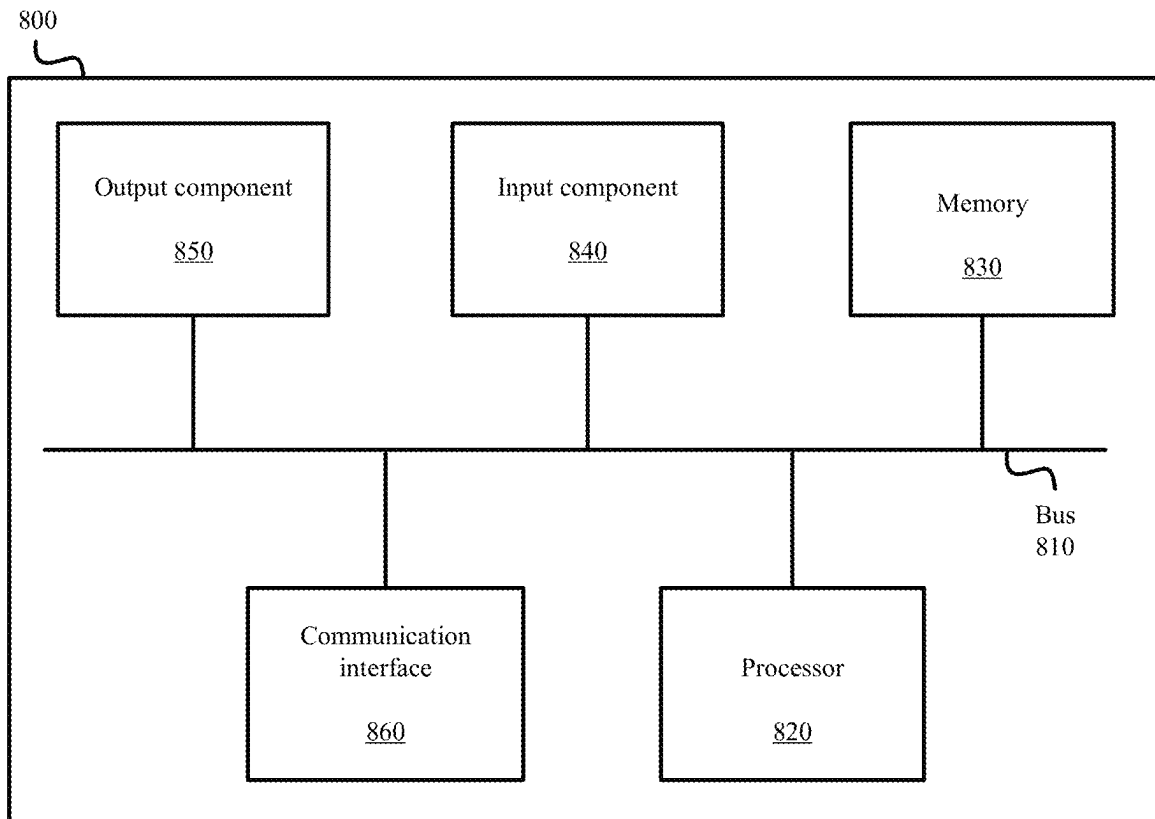 800
Output component
850
Input component
840
Memory
830
Bus
810
Communication
interface
860
Processor
820